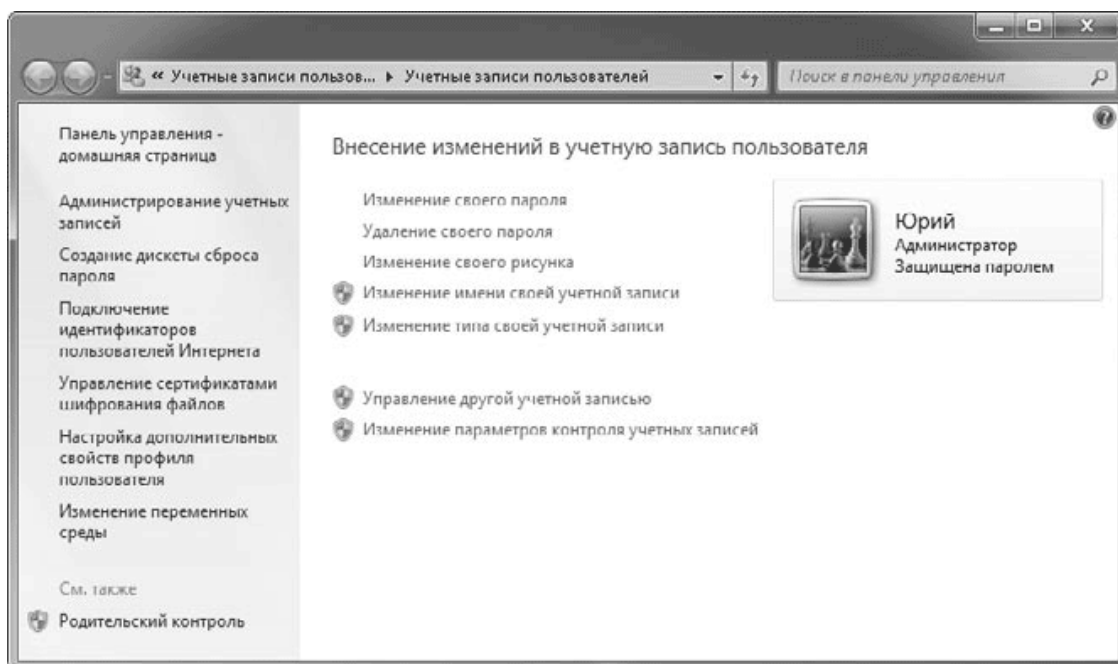 « Учетные записи пользов... ▸ Учетные записи пользователей
Поиск в панели управления
Панель управления -
домашняя страница
Администрирование учетных
записей
Создание дискеты сброса
пароля
Подключение
идентификаторов
пользователей Интернета
Управление сертификатами
шифрования файлов
Настройка дополнительных
свойств профиля
пользователя
Изменение переменных
среды
См. также
Родительский контроль
Внесение изменений в учетную запись пользователя
Изменение своего пароля
Удаление своего пароля
Изменение своего рисунка
Изменение имени своей учетной записи
Изменение типа своей учетной записи
Управление другой учетной записью
Изменение параметров контроля учетных записей
Юрий
Администратор
Защищена паролем